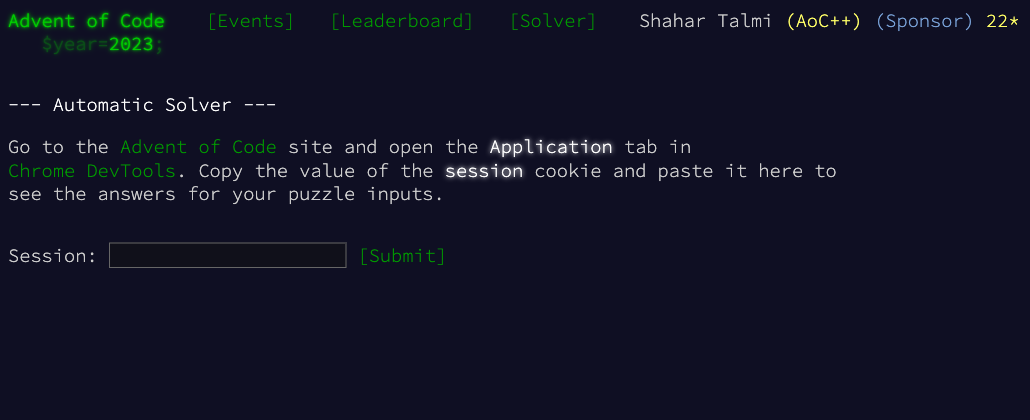 Advent of Code [Events] [Leaderboard] [Solver] Shahar Talmi (AoC++) (Sponsor) 22*
$year=2023;
--- Automatic Solver ---
Go to the Advent of Code site and open the Application tab in
Chrome DevTools. Copy the value of the session cookie and paste it here to
see the answers for your puzzle inputs.
Session: [Submit]